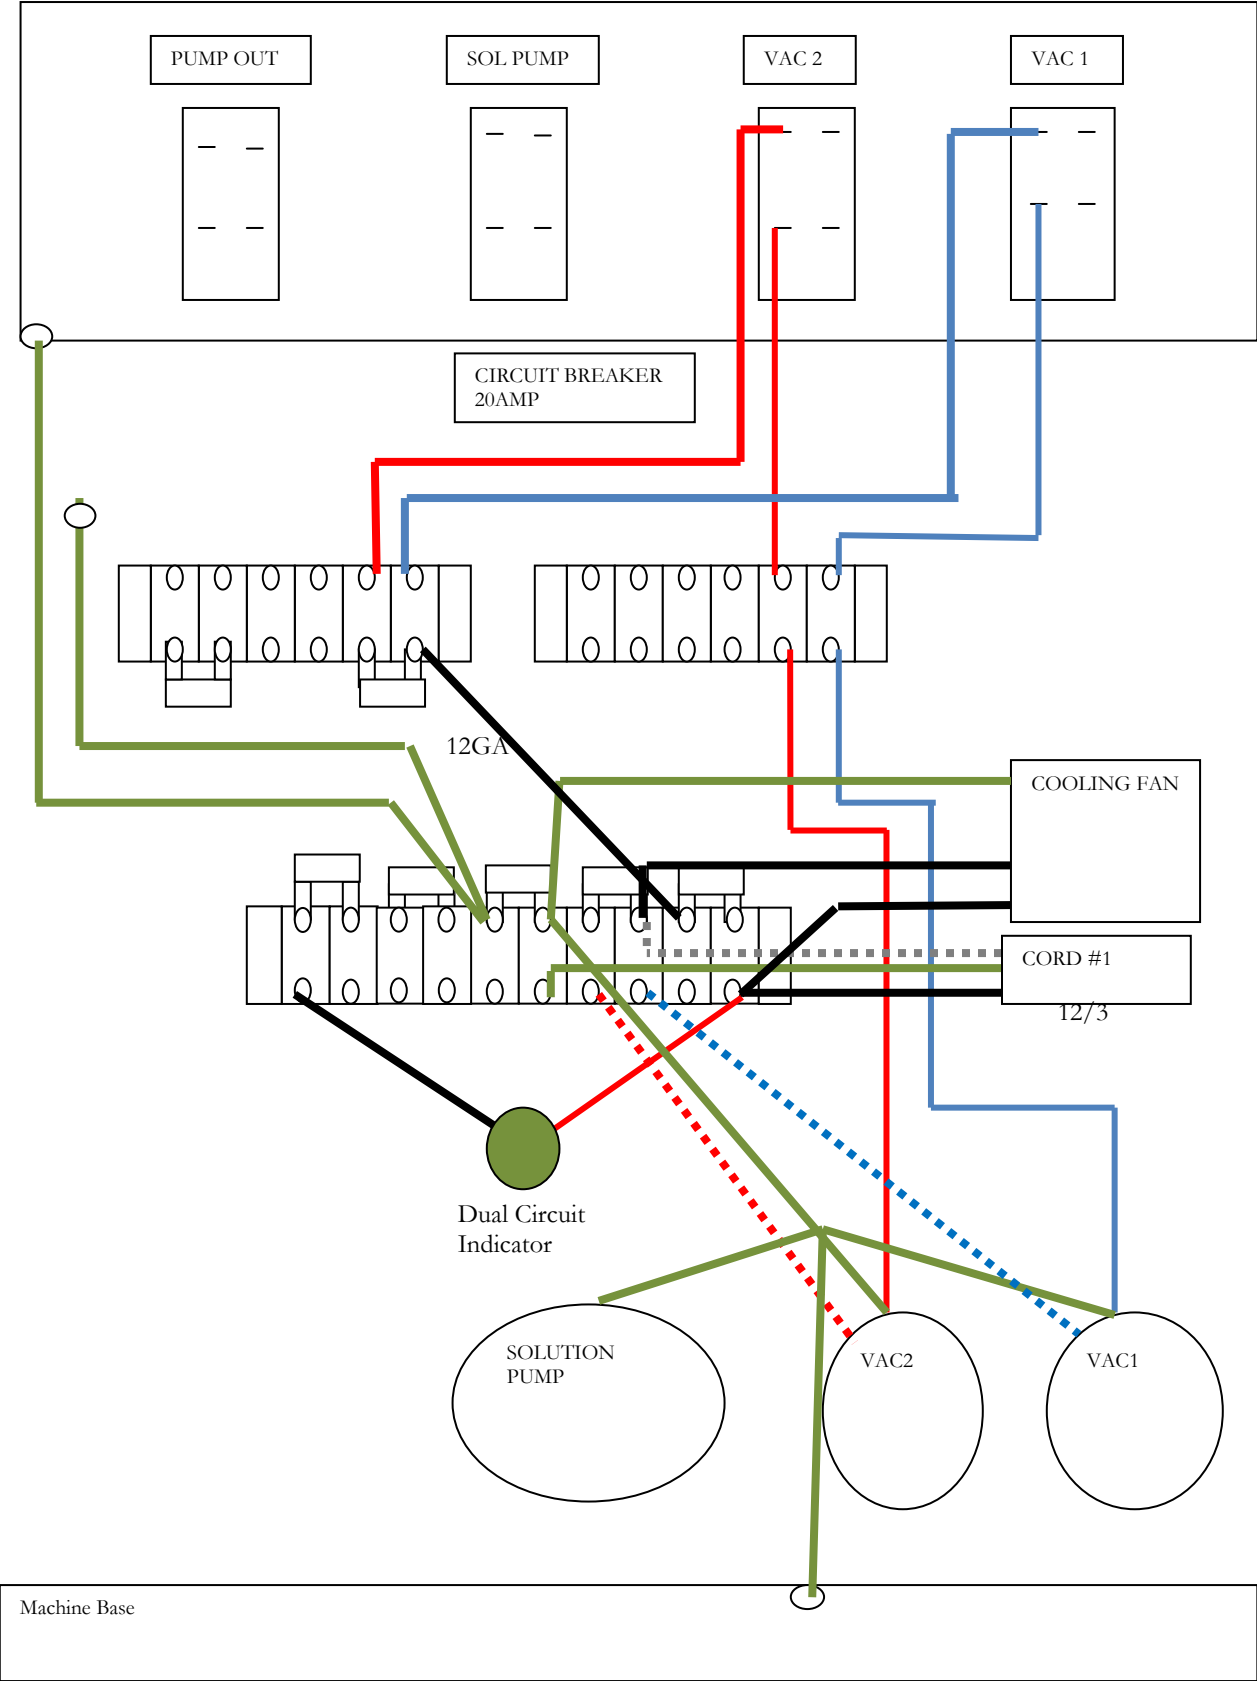 PUMP OUT
SOL PUMP
VAC 2
VAC 1
CIRCUIT BREAKER
20AMP
12GA
COOLING FAN
CORD #1
12/3
Dual Circuit
Indicator
SOLUTION
PUMP
VAC2
VAC1
Machine Base